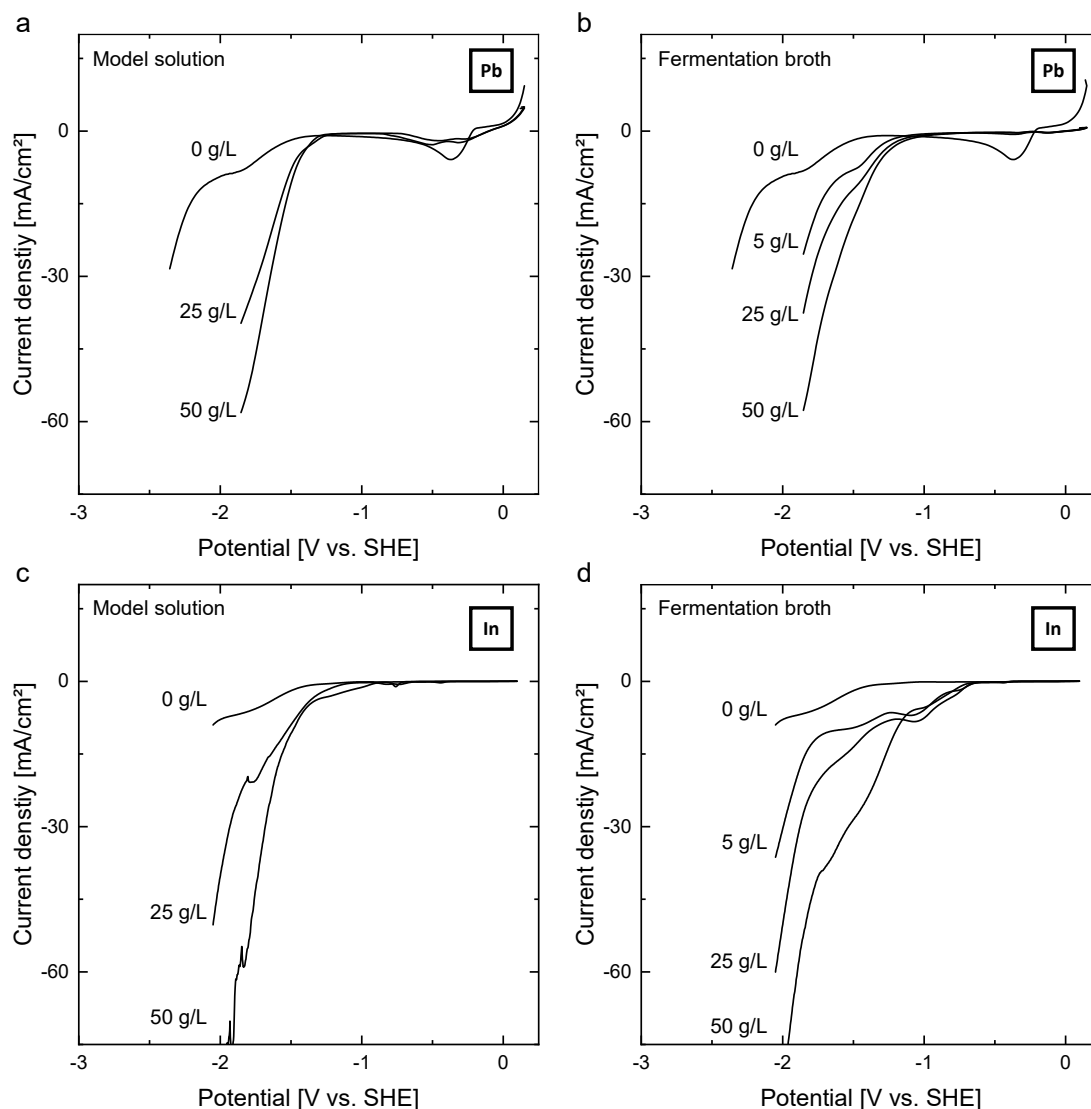 a
Model solution
Pb
0 g/L
25 g/L
50 g/L
0
-30
-60
-3
-2
-1
0
Current denstiy [mA/cm²]
Potential [V vs. SHE]
b
Fermentation broth
Pb
0 g/L
5 g/L
25 g/L
50 g/L
0
-30
-60
-3
-2
-1
0
Current denstiy [mA/cm²]
Potential [V vs. SHE]
c
Model solution
In
0 g/L
25 g/L
50 g/L
0
-30
-60
-3
-2
-1
0
Current denstiy [mA/cm²]
Potential [V vs. SHE]
d
Fermentation broth
In
0 g/L
5 g/L
25 g/L
50 g/L
0
-30
-60
-3
-2
-1
0
Current denstiy [mA/cm²]
Potential [V vs. SHE]